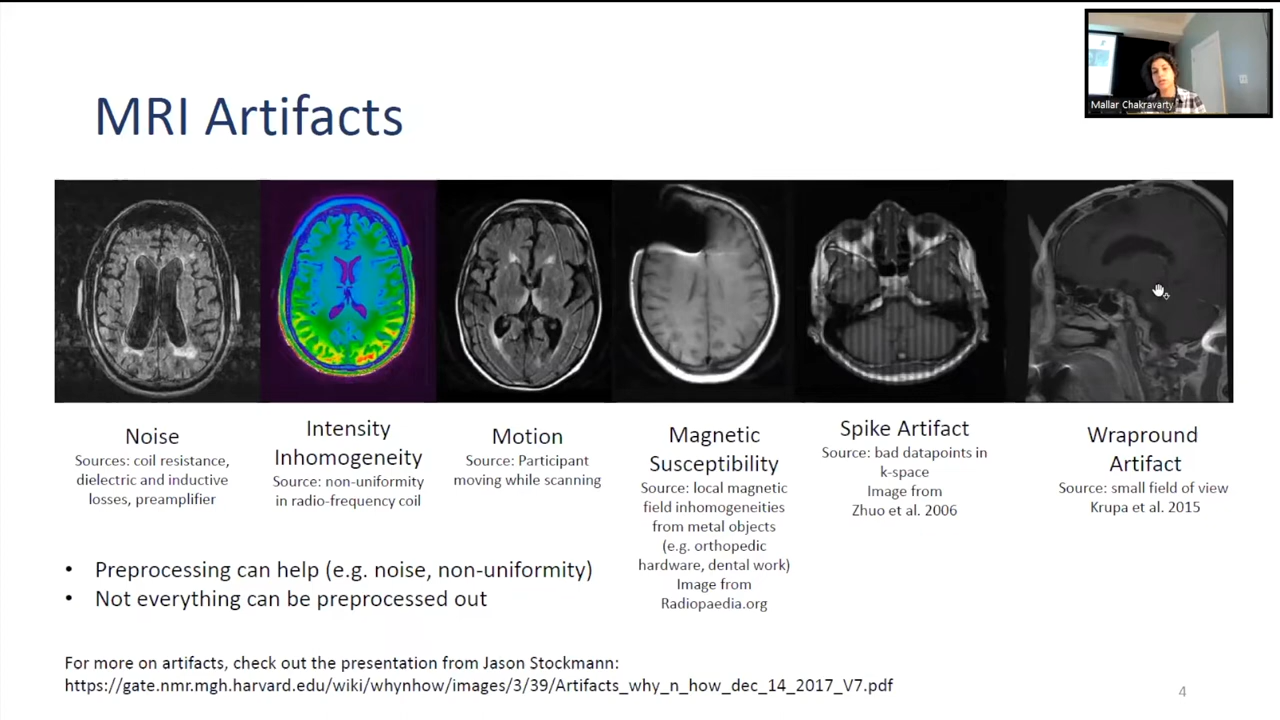 Mallar Chakravarty
MRI Artifacts
Noise
Sources: coil resistance,
dielectric and inductive
losses, preamplifier
Intensity
Inhomogeneity
Source: non-uniformity
in radio-frequency coil
Motion
Source: Participant
moving while scanning
Magnetic
Susceptibility
Source: local magnetic
field inhomogeneities
from metal objects
(e.g. orthopedic
hardware, dental work)
Image from
Radiopaedia.org
Spike Artifact
Source: bad datapoints in
k-space
Image from
Zhuo et al. 2006
Wrapround
Artifact
Source: small field of view
Krupa et al. 2015
• Preprocessing can help (e.g. noise, non-uniformity)
• Not everything can be preprocessed out
For more on artifacts, check out the presentation from Jason Stockmann:
https://gate.nmr.mgh.harvard.edu/wiki/whynhow/images/3/39/Artifacts_why_n_how_dec_14_2017_V7.pdf
4